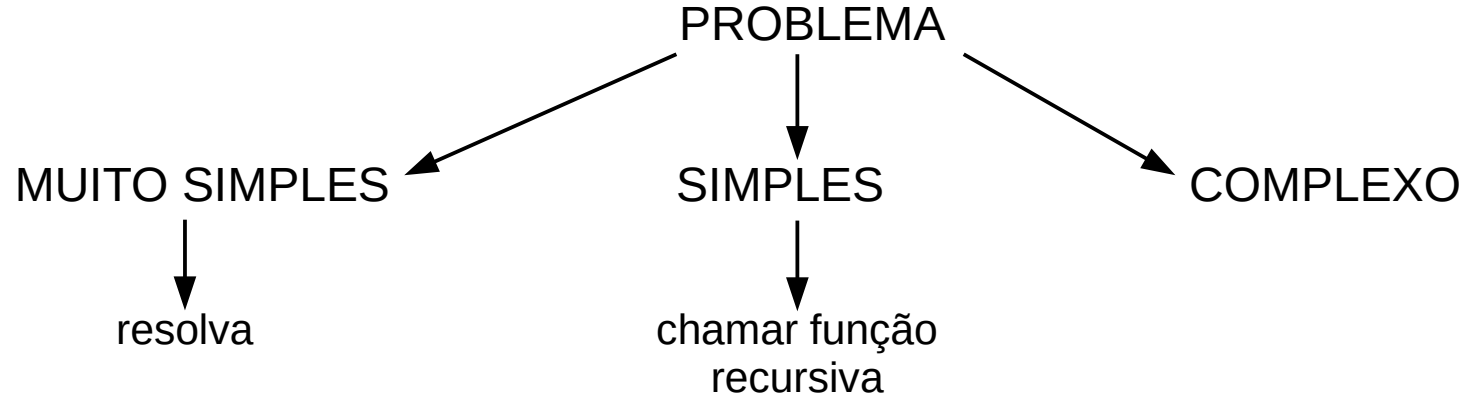 PROBLEMA
MUITO SIMPLES
SIMPLES
COMPLEXO
resolva
chamar função
recursiva